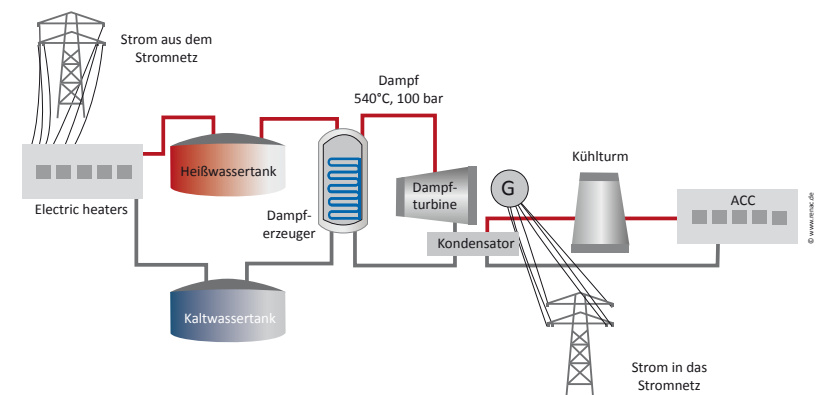 Strom aus dem
Stromnetz
Dampf
540°C, 100 bar
Heißwassertank
Electric heaters
Dampf-
erzeuger
Dampf-
turbine
G
Kühlturm
ACC
Kondensator
Kaltwassertank
Strom in das
Stromnetz
© www.renac.de